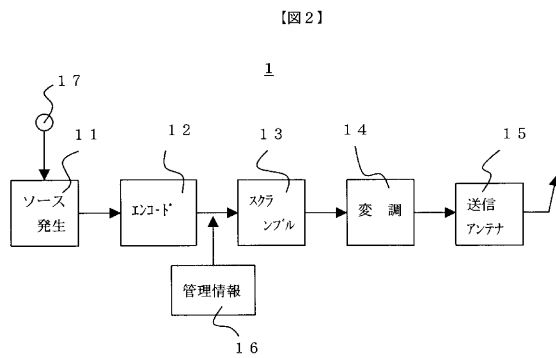 【図2】
1
17
11
12
13
14
15
ソース
発生
エンコード
スクラ
ンブル
変 調
送信
アンテナ
管理情報
16